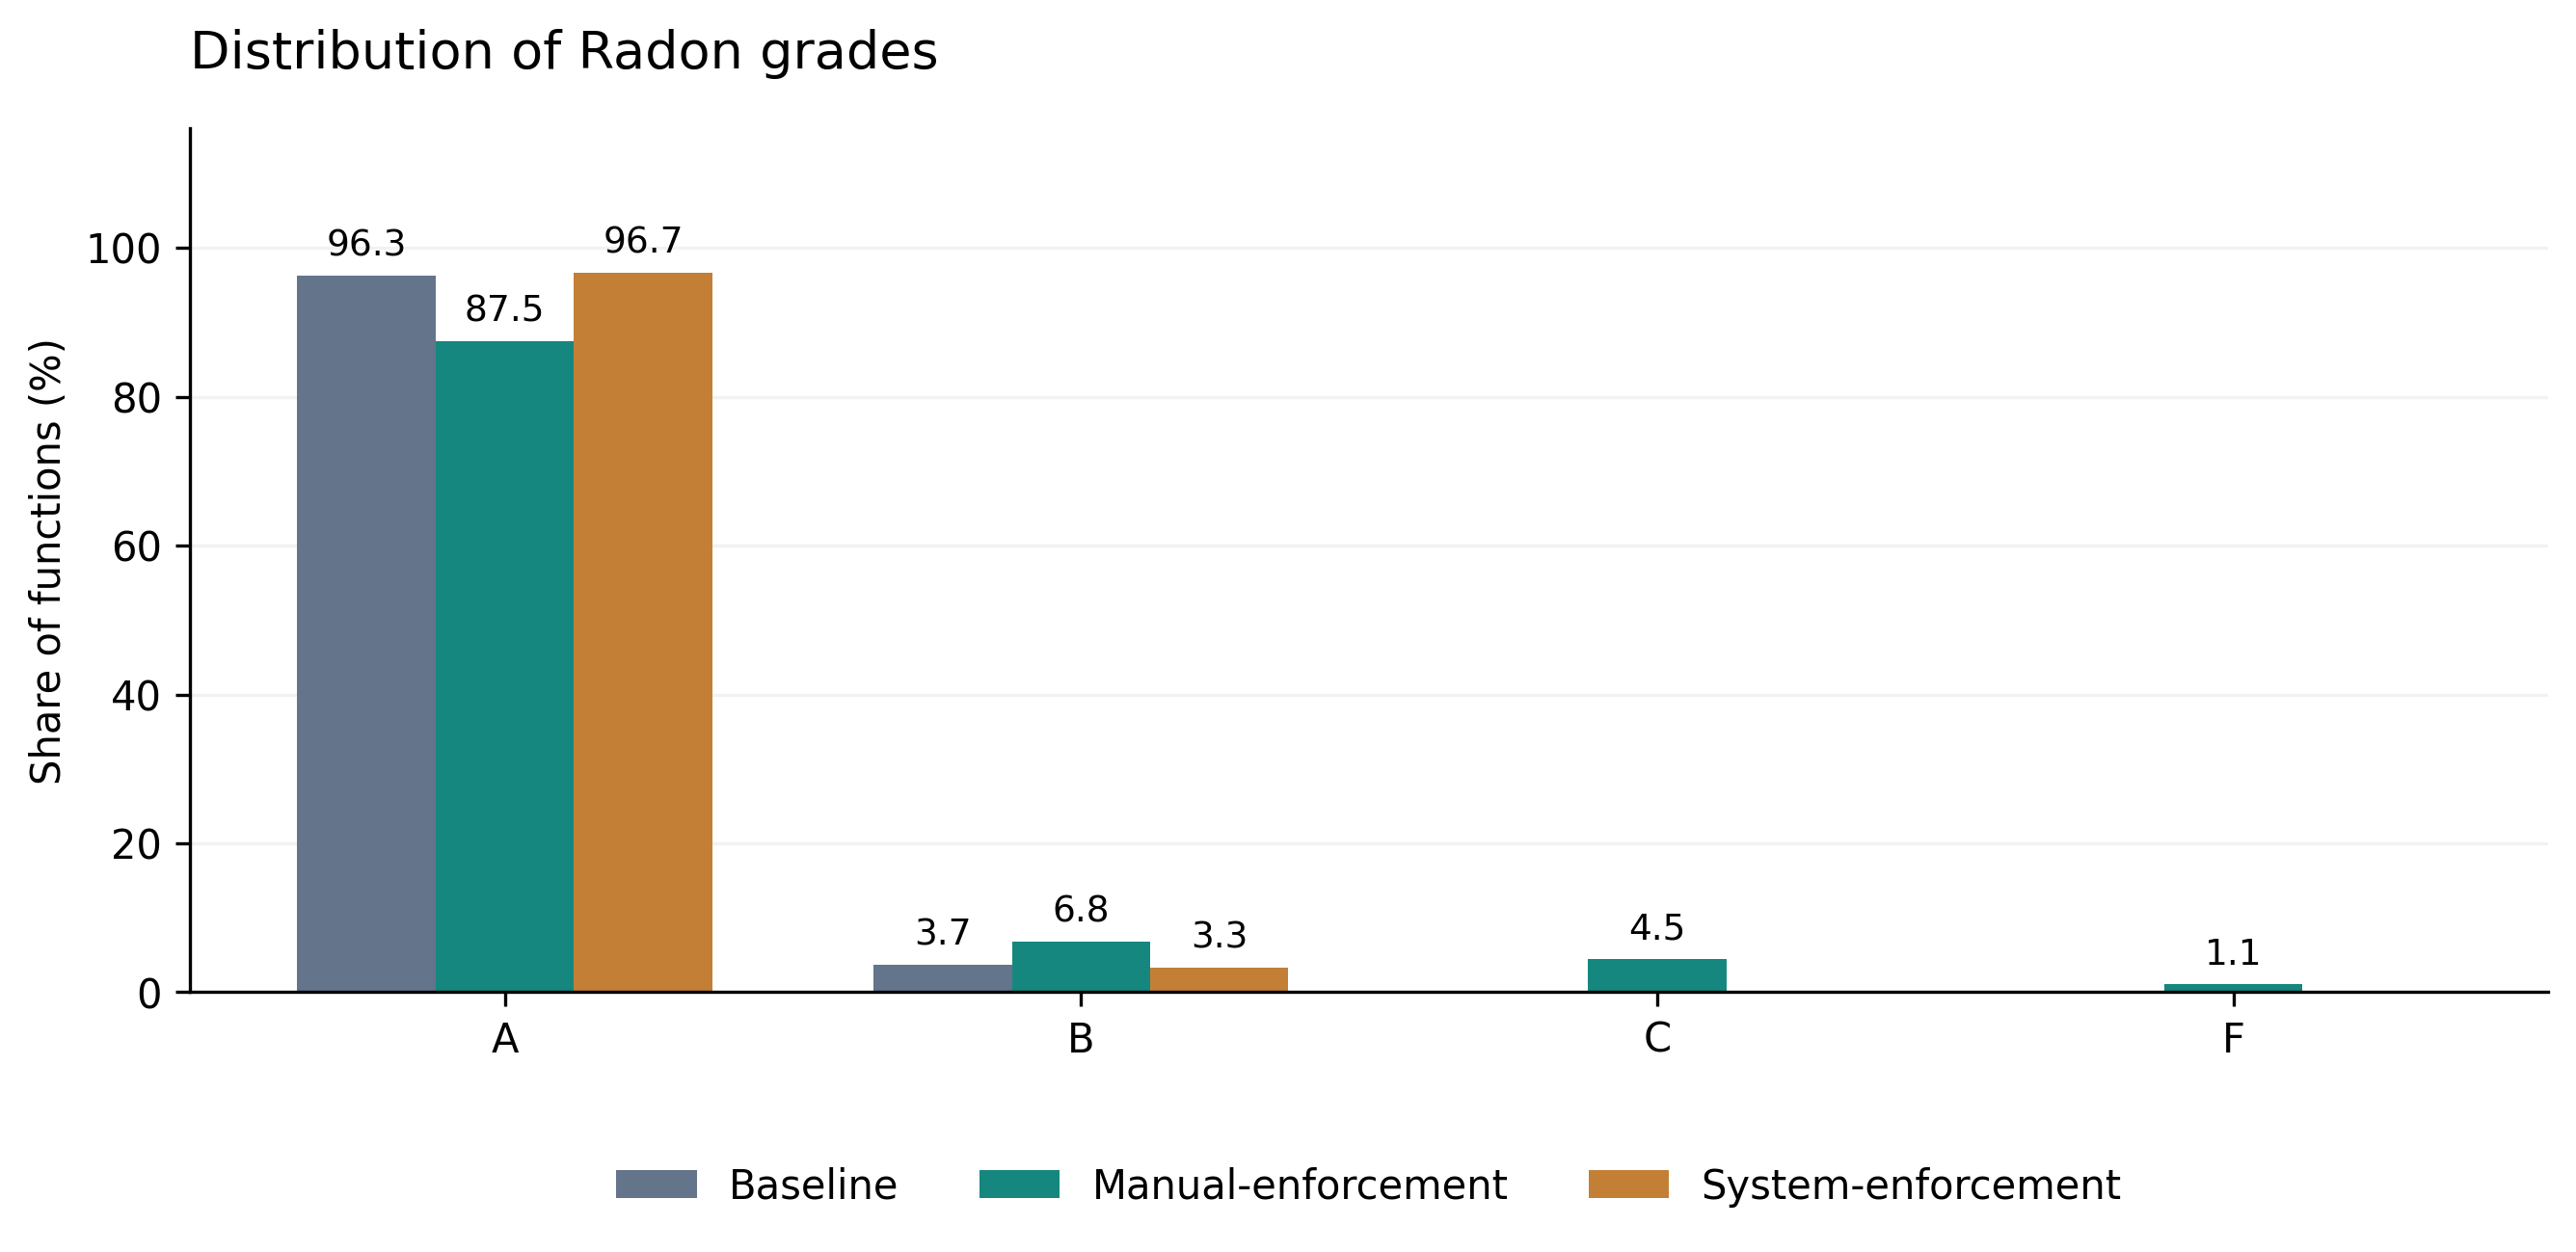 Distribution of Radon grades
Share of functions (%)
100
80
60
40
20
0
96.3
87.5
96.7
3.7
6.8
3.3
4.5
1.1
A
B
C
F
Baseline
Manual-enforcement
System-enforcement